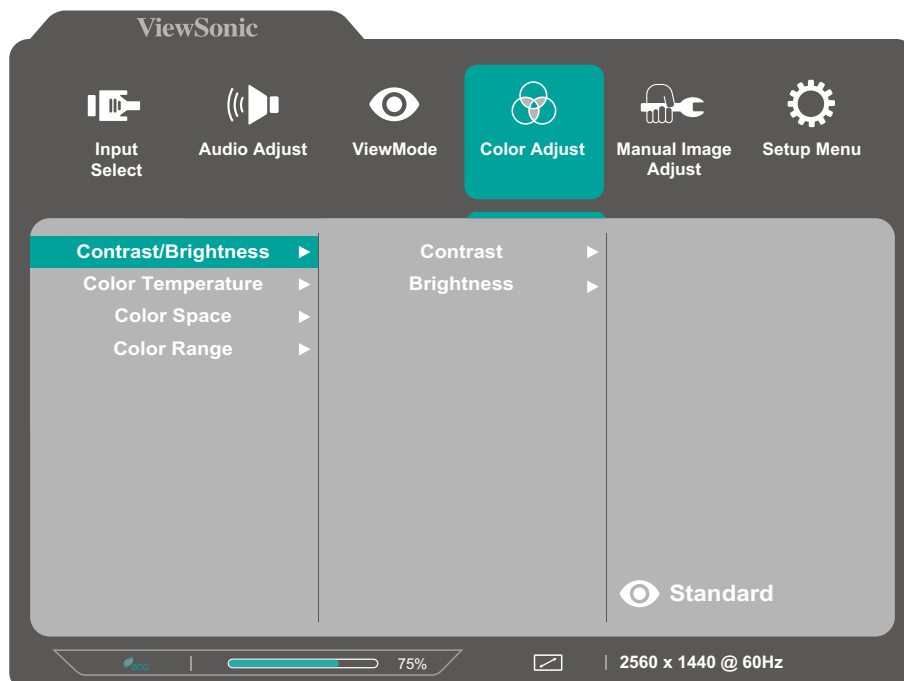 ViewSonic
Input Select
Audio Adjust
ViewMode
Color Adjust
Manual Image Adjust
Setup Menu
Contrast/Brightness
Color Temperature
Color Space
Color Range
Contrast
Brightness
Standard
eco
75%
2560 x 1440 @ 60Hz